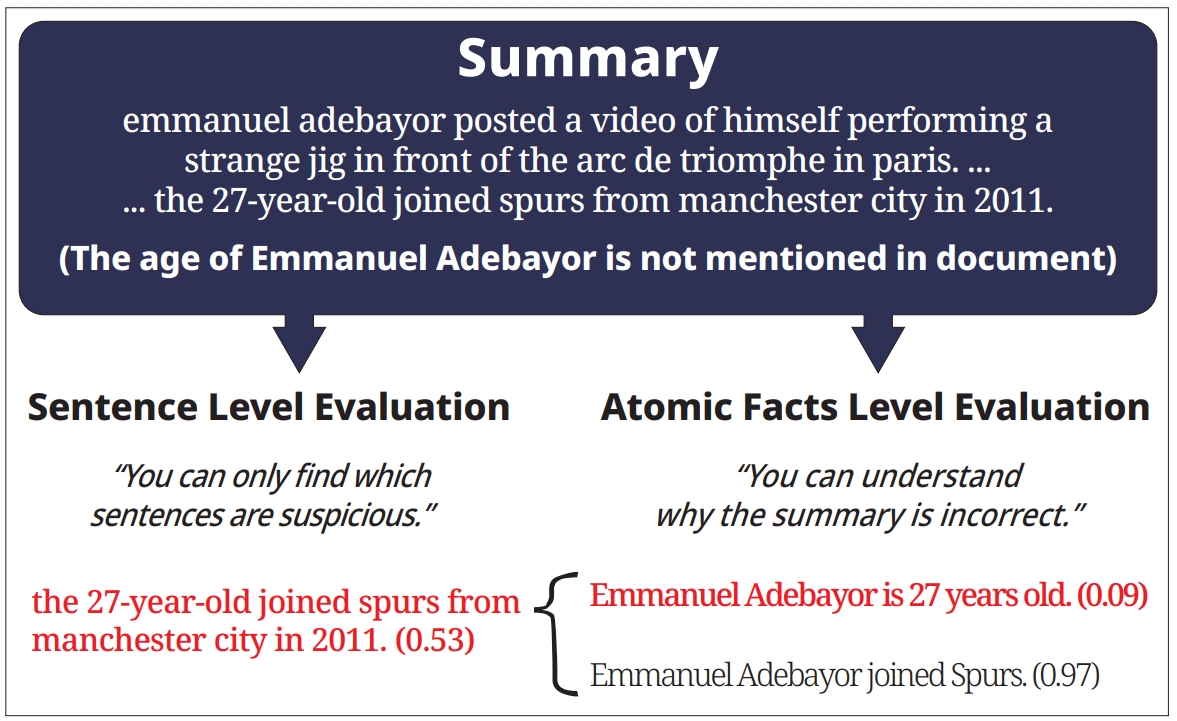 Summary
emmanuel adebayor posted a video of himself performing a
strange jig in front of the arc de triomphe in paris. ...
... the 27-year-old joined spurs from manchester city in 2011.
(The age of Emmanuel Adebayor is not mentioned in document)
Sentence Level Evaluation
“You can only find which
sentences are suspicious.”
the 27-year-old joined spurs from
manchester city in 2011. (0.53)
Atomic Facts Level Evaluation
“You can understand
why the summary is incorrect.”
Emmanuel Adebayor is 27 years old. (0.09)
Emmanuel Adebayor joined Spurs. (0.97)